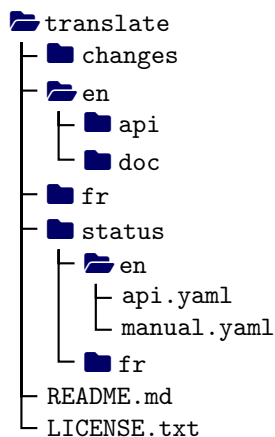 translate
changes
en
api
doc
fr
status
en
api.yaml
manual.yaml
fr
README.md
LICENSE.txt